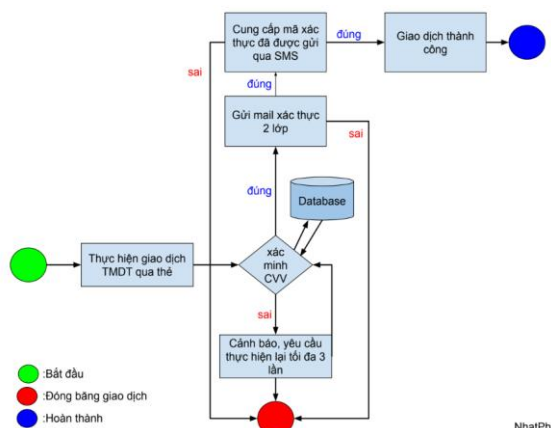 Cung cấp mã xác
thực đã được gửi
qua SMS
đúng
Giao dịch thành
công
sai
đúng
Gửi mail xác thực
2 lớp
sai
đúng
Database
Thực hiện giao dịch
TMDT qua thẻ
xác
minh
CVV
sai
Cảnh báo, yêu cầu
thực hiện lại tối đa 3
lần
:Bắt đầu
:Đóng băng giao dịch
:Hoàn thành
NhatPh